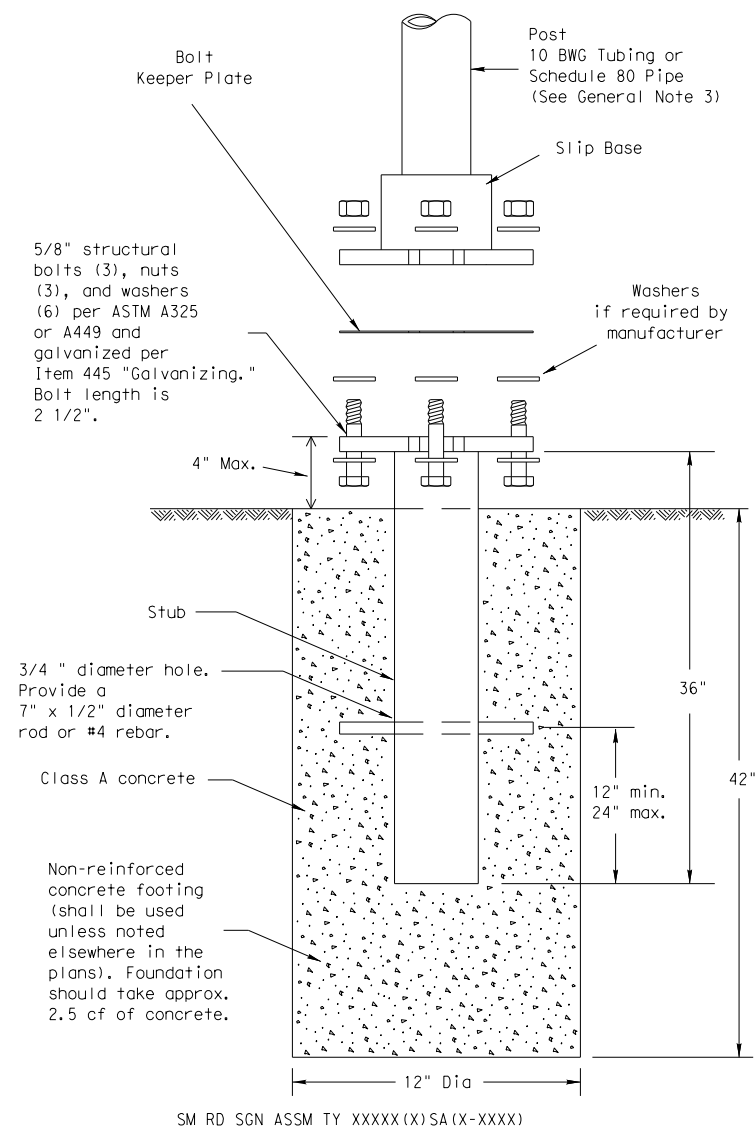 Post
10 BWG Tubing or
Schedule 80 Pipe
(See General Note 3)
Bolt
Keeper Plate
Slip Base
5/8" structural
bolts (3), nuts
(3), and washers
(6) per ASTM A325
or A449 and
galvanized per
Item 445 "Galvanizing."
Bolt length is
2 1/2".
Washers
if required by
manufacturer
4" Max.
Stub
3/4 " diameter hole.
Provide a
7" x 1/2" diameter
rod or #4 rebar.
36"
Class A concrete
12" min.
24" max.
42"
Non-reinforced
concrete footing
(shall be used
unless noted
elsewhere in the
plans). Foundation
should take approx.
2.5 cf of concrete.
12" Dia
SM RD SGN ASSM TY XXXXX(X)SA(X-XXXX)